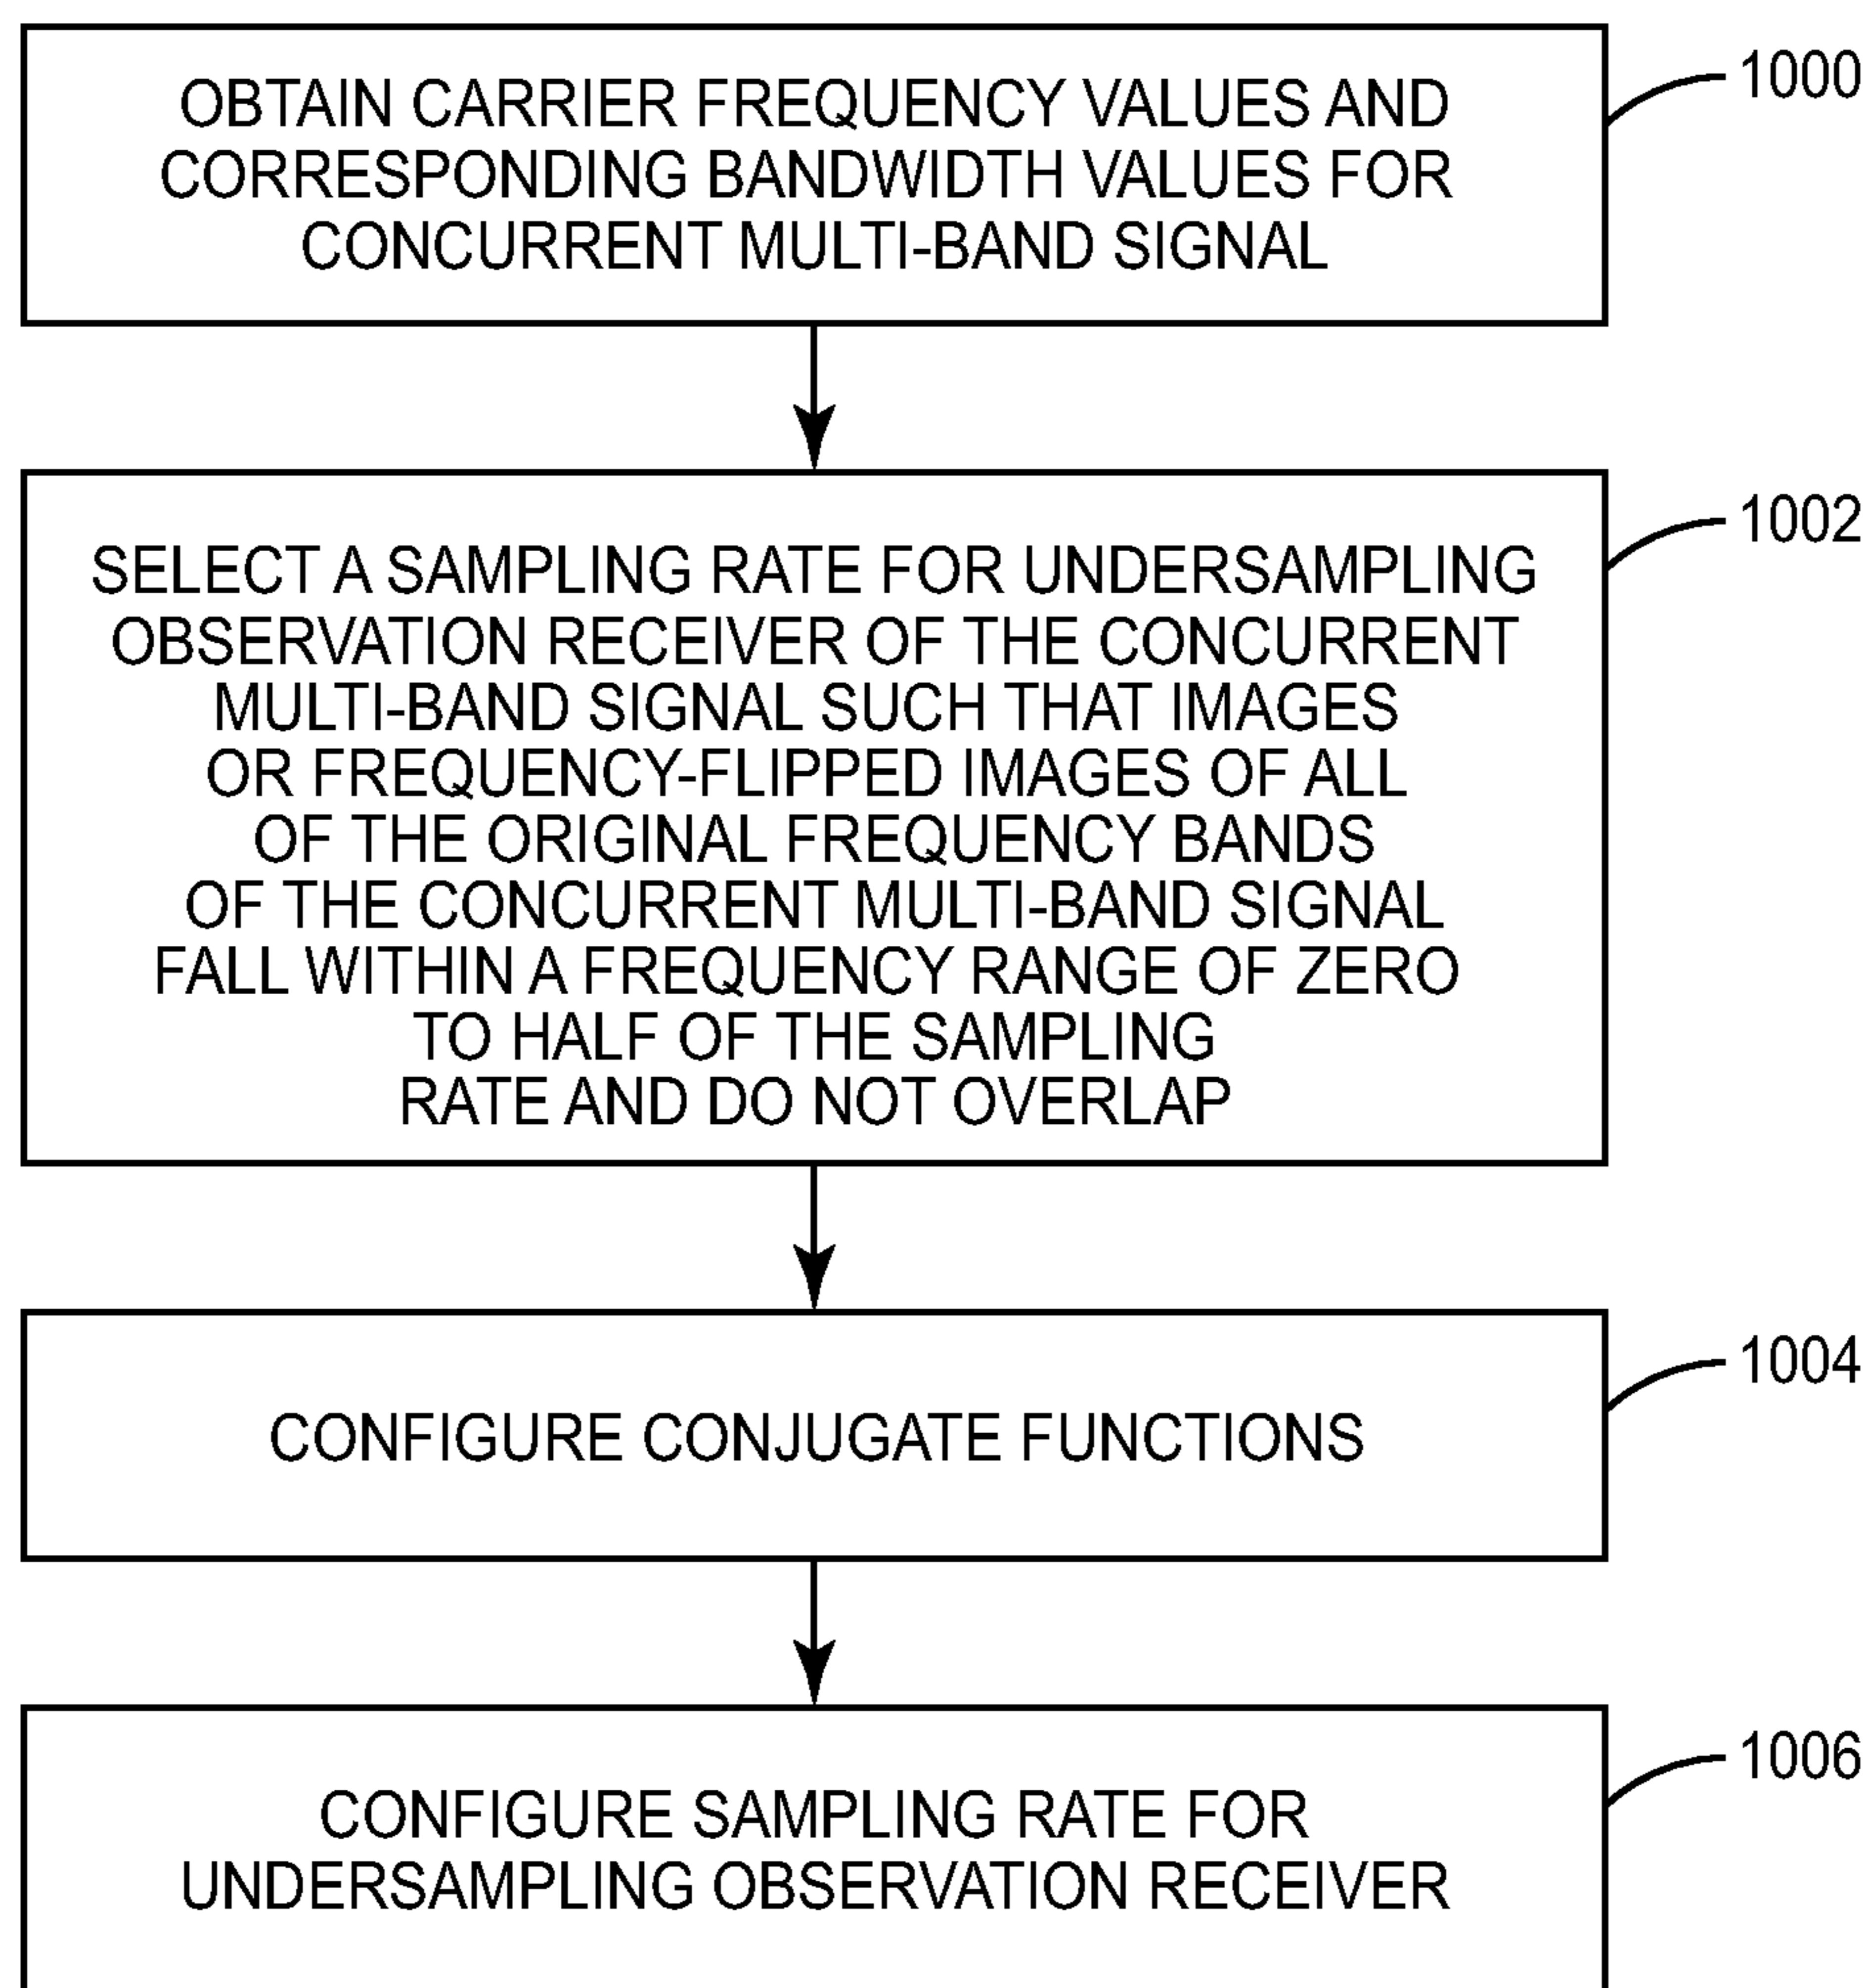 OBTAIN CARRIER FREQUENCY VALUES AND
CORRESPONDING BANDWIDTH VALUES FOR
CONCURRENT MULTI-BAND SIGNAL
1000
SELECT A SAMPLING RATE FOR UNDERSAMPLING
OBSERVATION RECEIVER OF THE CONCURRENT
MULTI-BAND SIGNAL SUCH THAT IMAGES
OR FREQUENCY-FLIPPED IMAGES OF ALL
OF THE ORIGINAL FREQUENCY BANDS
OF THE CONCURRENT MULTI-BAND SIGNAL
FALL WITHIN A FREQUENCY RANGE OF ZERO
TO HALF OF THE SAMPLING
RATE AND DO NOT OVERLAP
1002
CONFIGURE CONJUGATE FUNCTIONS
1004
CONFIGURE SAMPLING RATE FOR
UNDERSAMPLING OBSERVATION RECEIVER
1006